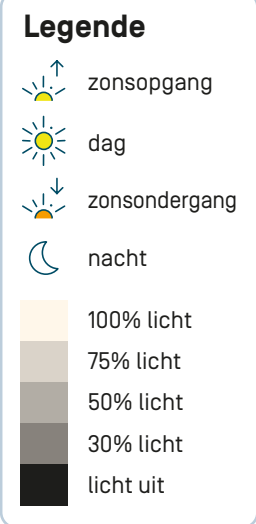 Legende
zonsopgang
dag
zonsondergang
nacht
100% licht
75% licht
50% licht
30% licht
licht uit